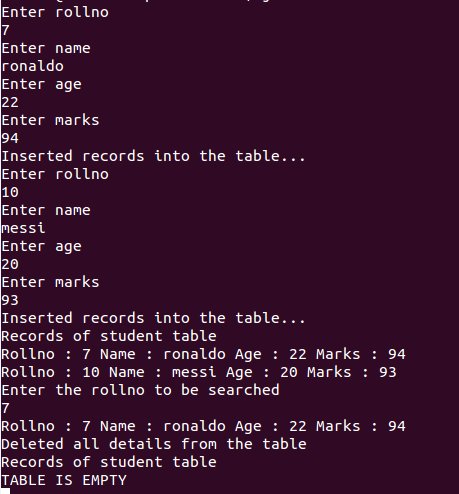 Enter rollno
7
Enter name
ronaldo
Enter age
22
Enter marks
94
Inserted records into the table...
Enter rollno
10
Enter name
messi
Enter age
20
Enter marks
93
Inserted records into the table...
Records of student table
Rollno : 7 Name : ronaldo Age : 22 Marks : 94
Rollno : 10 Name : messi Age : 20 Marks : 93
Enter the rollno to be searched
7
Rollno : 7 Name : ronaldo Age : 22 Marks : 94
Deleted all details from the table
Records of student table
TABLE IS EMPTY